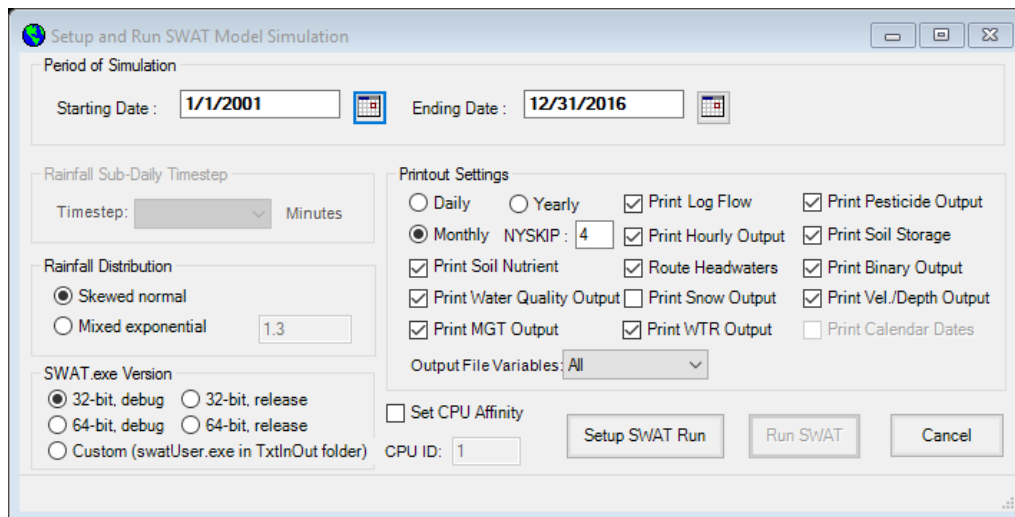 Setup and Run SWAT Model Simulation
Period of Simulation
Starting Date : 1/1/2001 Ending Date : 12/31/2016
Rainfall Sub-Daily Timestep
Timestep: Minutes
Rainfall Distribution
Skewed normal
Mixed exponential 1.3
SWAT.exe Version
32-bit, debug 32-bit, release
64-bit, debug 64-bit, release
Custom (swatUser.exe in TxtInOut folder)
Printout Settings
Daily Yearly Print Log Flow Print Pesticide Output
Monthly NYSKIP : 4 Print Hourly Output Print Soil Storage
Print Soil Nutrient Route Headwaters Print Binary Output
Print Water Quality Output Print Snow Output Print Vel./Depth Output
Print MGT Output Print WTR Output Print Calendar Dates
Output File Variables: All
Set CPU Affinity
CPU ID: 1
Setup SWAT Run Run SWAT Cancel